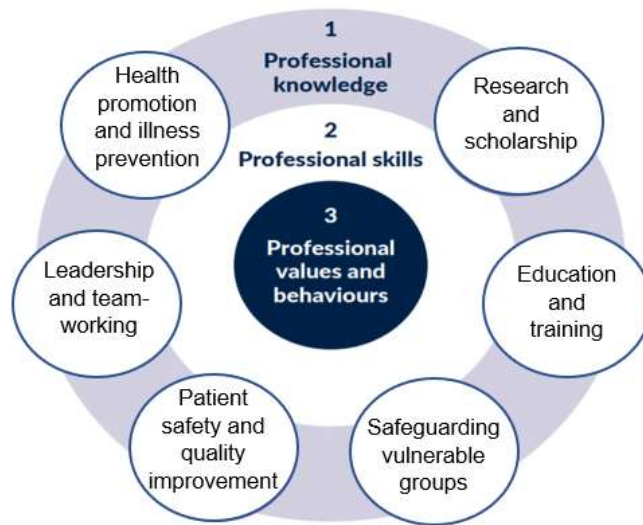 1
Professional
knowledge
2
Professional skills
3
Professional
values and
behaviours
Health
promotion
and illness
prevention
Research
and
scholarship
Leadership
and team-
working
Education
and
training
Patient
safety and
quality
improvement
Safeguarding
vulnerable
groups